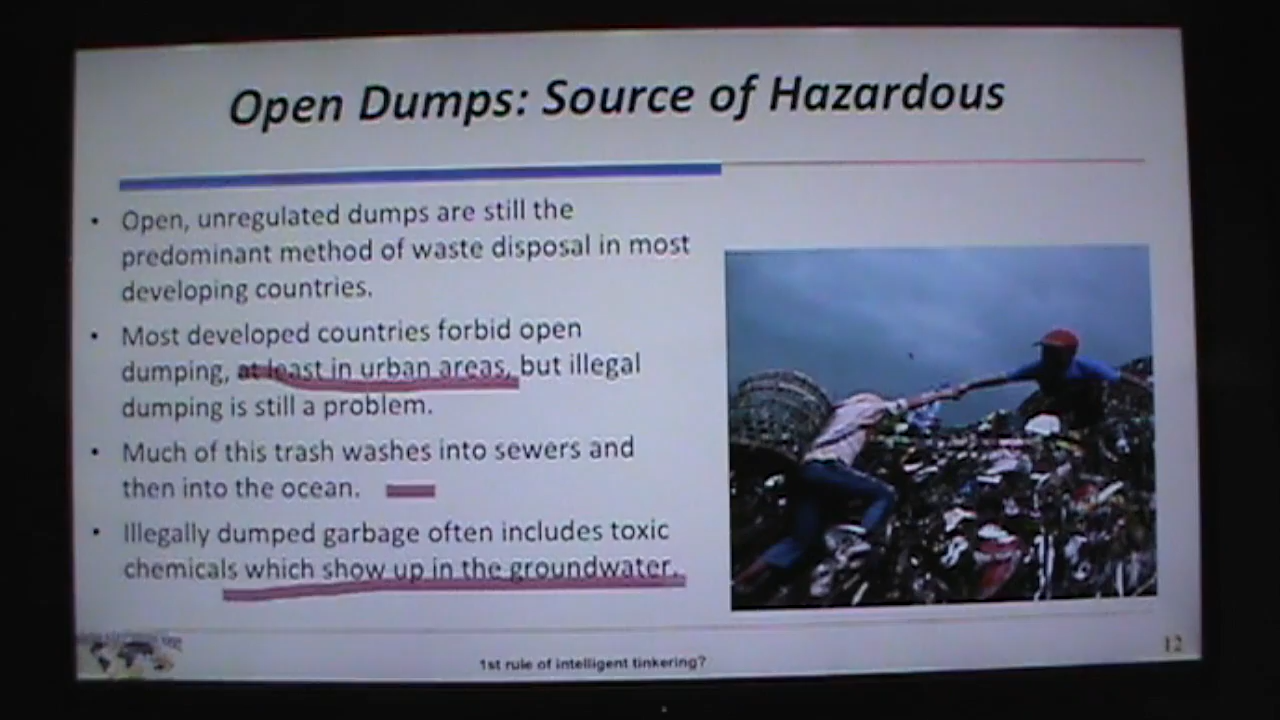 Open Dumps: Source of Hazardous
• Open, unregulated dumps are still the
predominant method of waste disposal in most
developing countries.
• Most developed countries forbid open
dumping, at least in urban areas, but illegal
dumping is still a problem.
• Much of this trash washes into sewers and
then into the ocean.
• Illegally dumped garbage often includes toxic
chemicals which show up in the groundwater.
1st rule of intelligent tinkering?
12